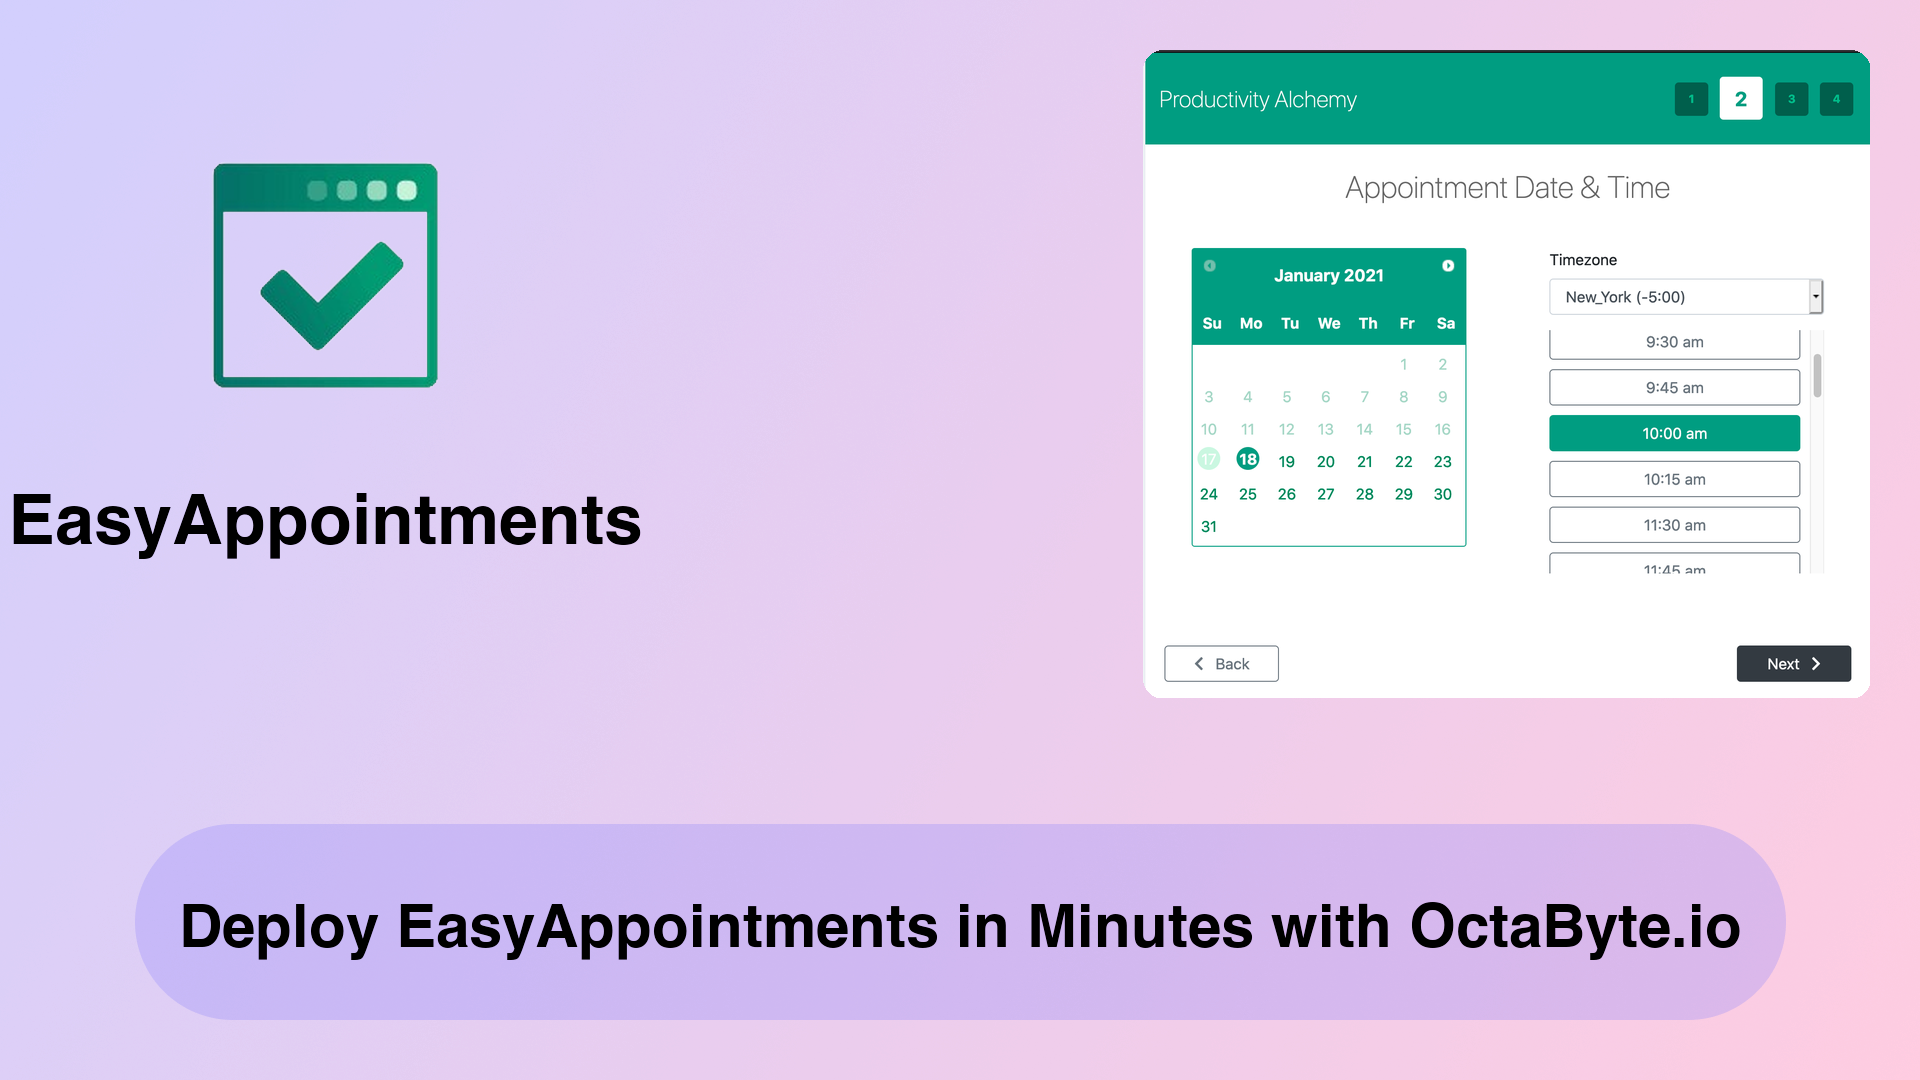 EasyAppointments
Productivity Alchemy
1 2 3 4
Appointment Date & Time
January 2021
Su Mo Tu We Th Fr Sa
1 2
3 4 5 6 7 8 9
10 11 12 13 14 15 16
17 18 19 20 21 22 23
24 25 26 27 28 29 30
31
Timezone
New_York (-5:00)
9:30 am
9:45 am
10:00 am
10:15 am
11:30 am
11:45 am
Back
Next
Deploy EasyAppointments in Minutes with OctaByte.io